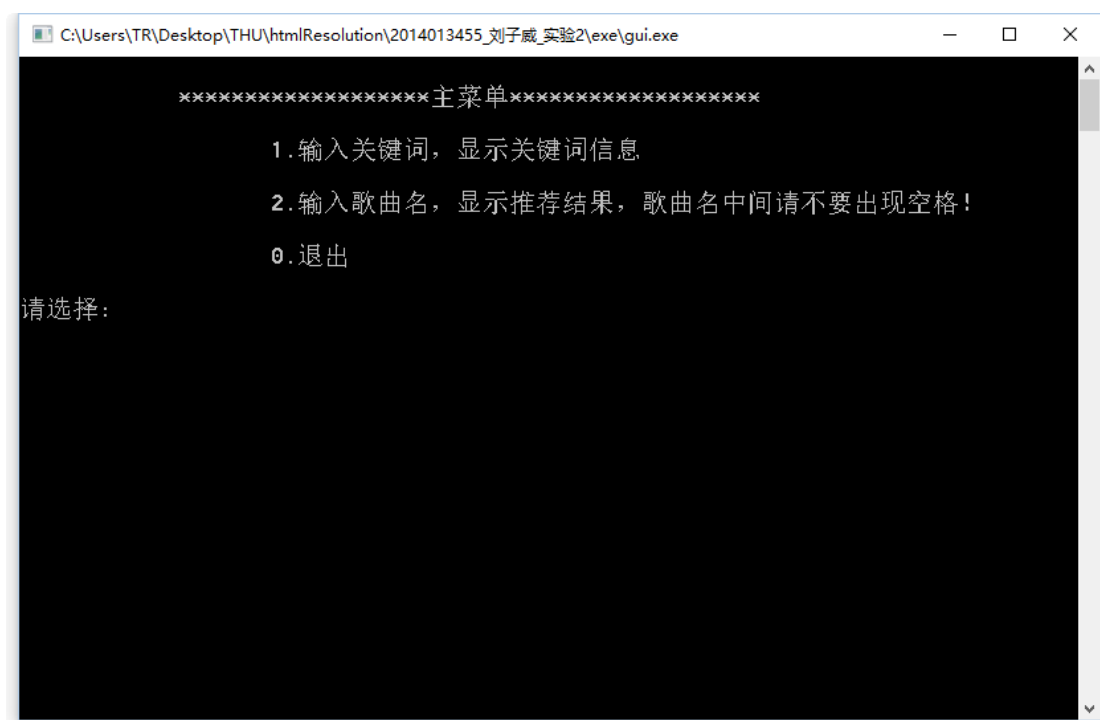 C:\Users\TR\Desktop\THU\htmlResolution\2014013455_刘子威_实验2\exe\gui.exe
*******************主菜单*******************
1.输入关键词，显示关键词信息
2.输入歌曲名，显示推荐结果，歌曲名中间请不要出现空格！
0.退出
请选择：